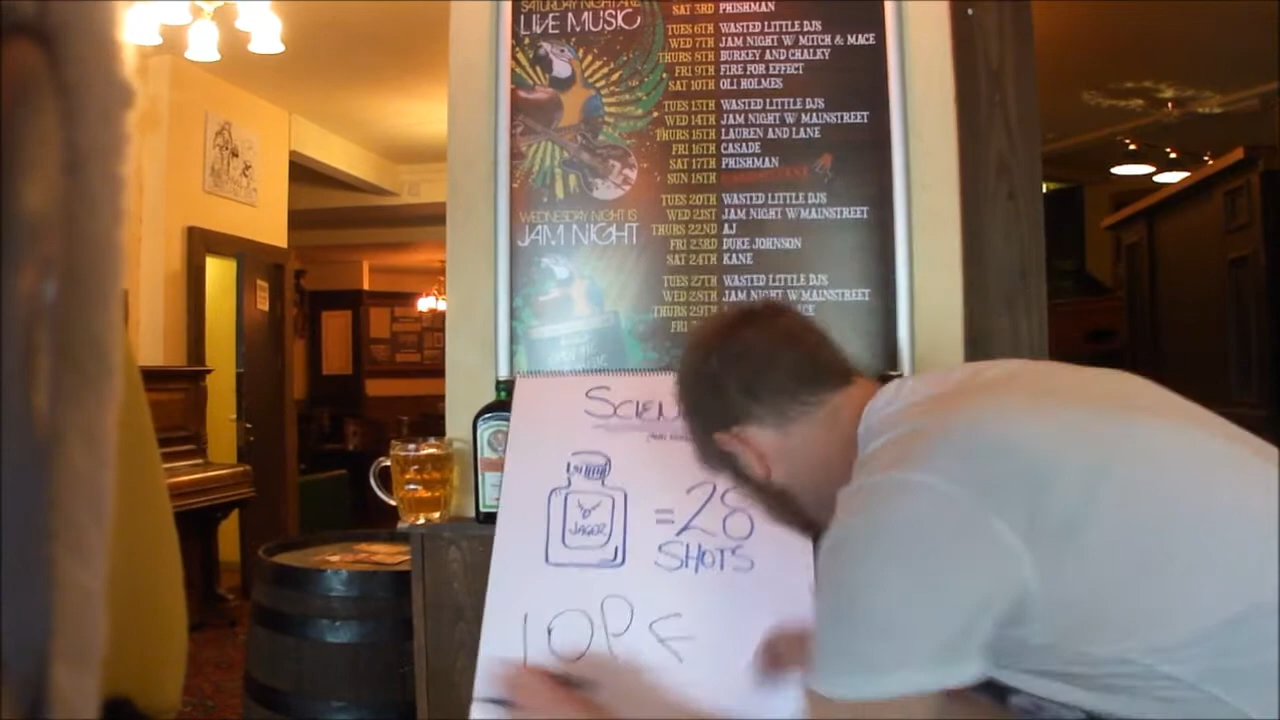 SATURDAY NIGHT ARE
LIVE MUSIC
WEDNESDAY NIGHT IS
JAM NIGHT
SAT 3RD PHISHMAN
TUES 6TH WASTED LITTLE DJS
WED 7TH JAM NIGHT W/ MITCH & MACE
THURS 8TH BURKEY AND CHALKY
FRI 9TH FIRE FOR EFFECT
SAT 10TH OLI HOLMES
TUES 13TH WASTED LITTLE DJS
WED 14TH JAM NIGHT W/ MAINSTREET
THURS 15TH LAUREN AND LANE
FRI 16TH CASADE
SAT 17TH PHISHMAN
SUN 18TH
TUES 20TH WASTED LITTLE DJS
WED 21ST JAM NIGHT W/ MAINSTREET
THURS 22ND AJ
FRI 23RD DUKE JOHNSON
SAT 24TH KANE
TUES 27TH WASTED LITTLE DJS
WED 28TH JAM NIGHT W/ MAINSTREET
THURS 29TH
FRI
SCIEN
JAGER
=28
SHOTS
10P <